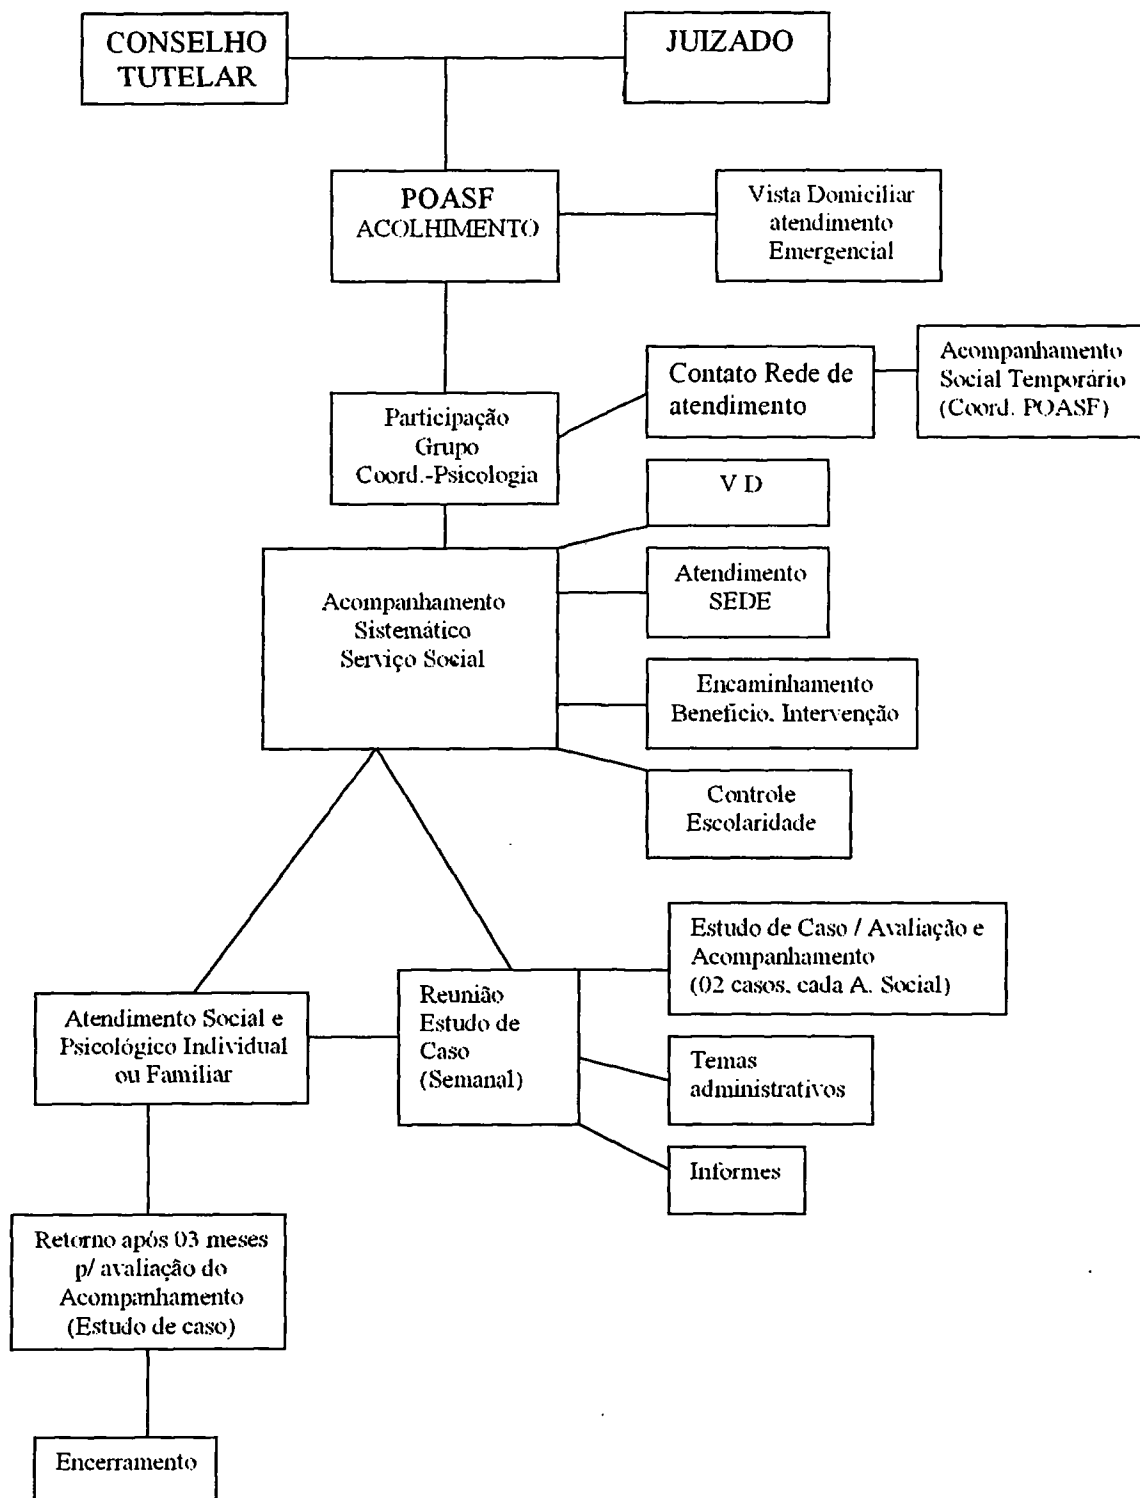 CONSELHO
TUTELAR
JUIZADO
POASF
ACOLHIMENTO
Vista Domiciliar
atendimento
Emergencial
Participação
Grupo
Coord.-Psicologia
Contato Rede de
atendimento
Acompanhamento
Social Temporário
(Coord. POASF)
V D
Acompanhamento
Sistemático
Serviço Social
Atendimento
SEDE
Encaminhamento
Benefício, Intervenção
Controle
Escolaridade
Estudo de Caso / Avaliação e
Acompanhamento
(02 casos, cada A. Social)
Atendimento Social e
Psicológico Individual
ou Familiar
Reunião
Estudo de
Caso
(Semanal)
Temas
administrativos
Informes
Retorno após 03 meses
p/ avaliação do
Acompanhamento
(Estudo de caso)
Encerramento